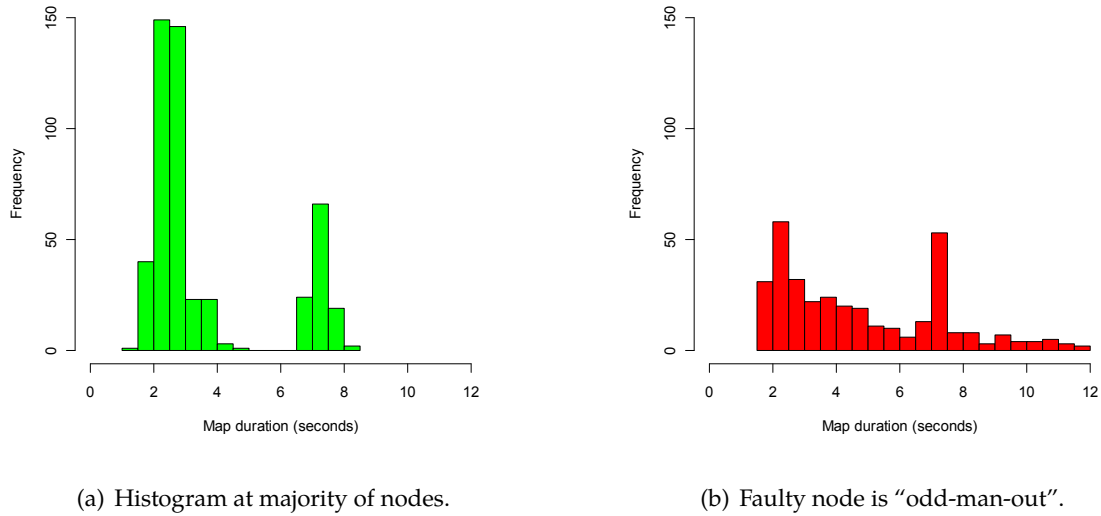 150
100
50
0
Frequency
0 2 4 6 8 10 12
Map duration (seconds)
(a) Histogram at majority of nodes.
150
100
50
0
Frequency
0 2 4 6 8 10 12
Map duration (seconds)
(b) Faulty node is “odd-man-out”.